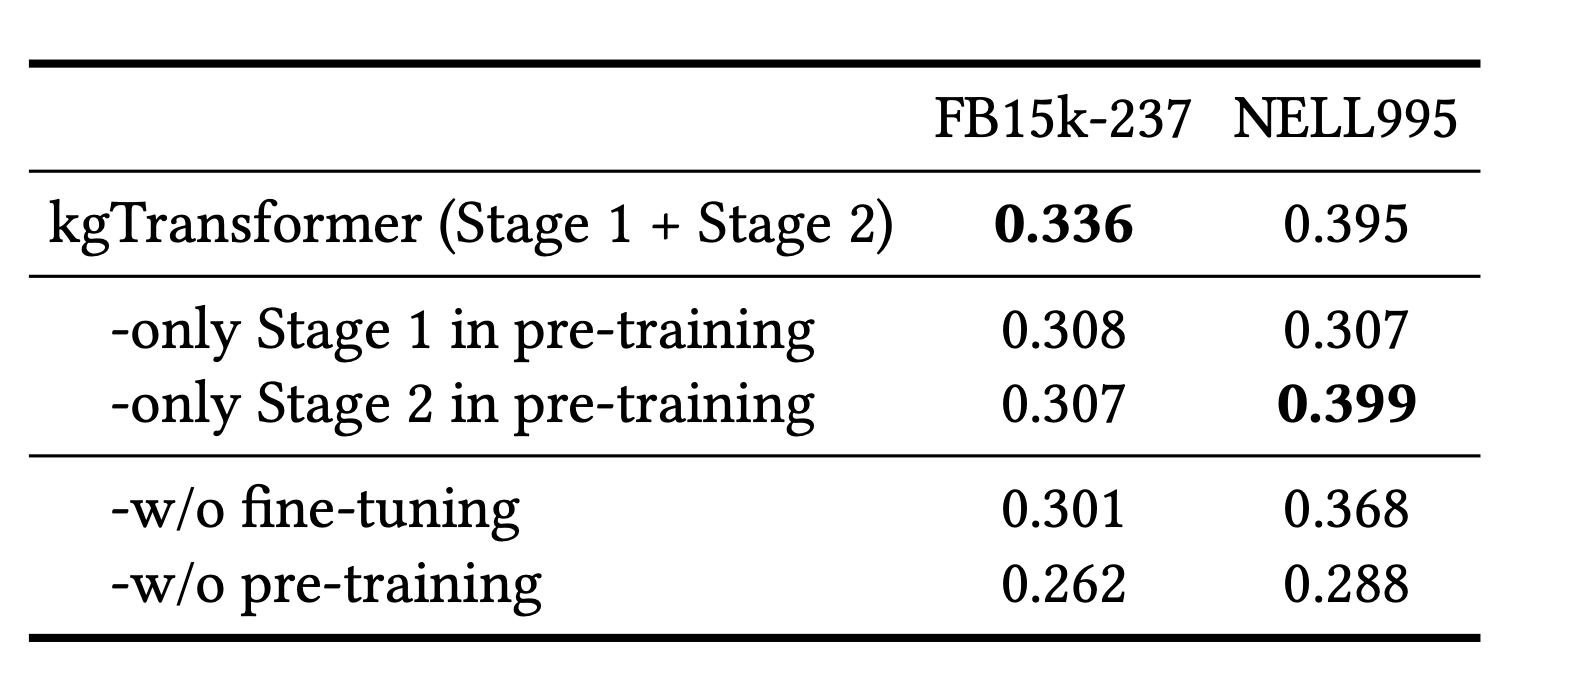 FB15k-237 NELL995
kgTransformer (Stage 1 + Stage 2) 0.336 0.395
-only Stage 1 in pre-training 0.308 0.307
-only Stage 2 in pre-training 0.307 0.399
-w/o fine-tuning 0.301 0.368
-w/o pre-training 0.262 0.288